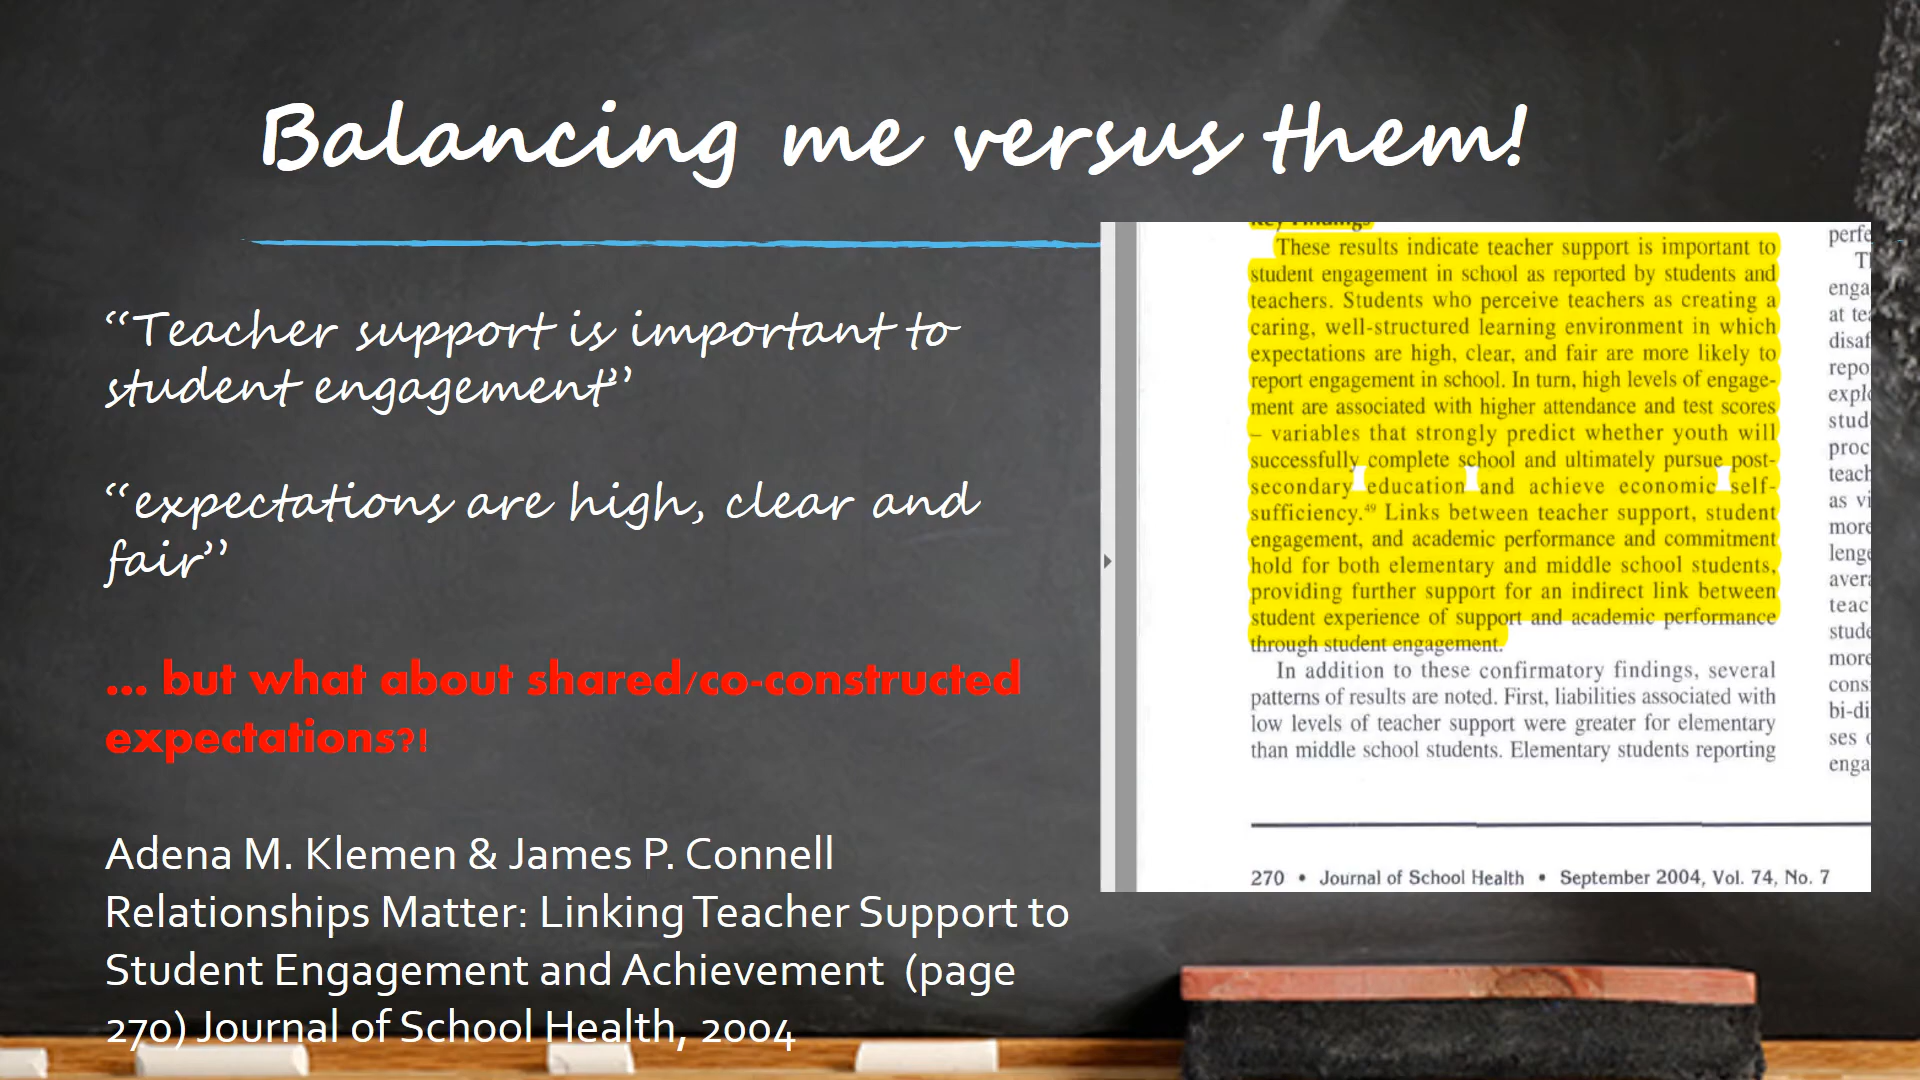 Balancing me versus them!
“Teacher support is important to
student engagement”
“expectations are high, clear and
fair”
... but what about shared/co-constructed
expectations?!
Adena M. Klemen & James P. Connell
Relationships Matter: Linking Teacher Support to
Student Engagement and Achievement (page
270) Journal of School Health, 2004
Key Findings
These results indicate teacher support is important to
student engagement in school as reported by students and
teachers. Students who perceive teachers as creating a
caring, well-structured learning environment in which
expectations are high, clear, and fair are more likely to
report engagement in school. In turn, high levels of engage-
ment are associated with higher attendance and test scores
– variables that strongly predict whether youth will
successfully complete school and ultimately pursue post-
secondary education and achieve economic self-
sufficiency.⁴⁹ Links between teacher support, student
engagement, and academic performance and commitment
hold for both elementary and middle school students,
providing further support for an indirect link between
student experience of support and academic performance
through student engagement.
In addition to these confirmatory findings, several
patterns of results are noted. First, liabilities associated with
low levels of teacher support were greater for elementary
than middle school students. Elementary students reporting
270 • Journal of School Health • September 2004, Vol. 74, No. 7